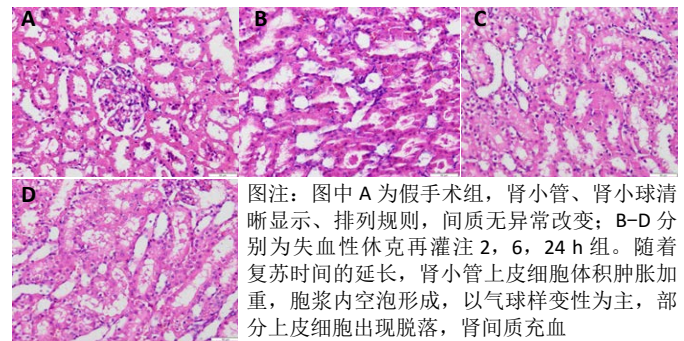 A
B
C
D
图注：图中 A 为假手术组，肾小管、肾小球清
晰显示、排列规则，间质无异常改变；B–D 分
别为失血性休克再灌注 2，6，24 h 组。随着
复苏时间的延长，肾小管上皮细胞体积肿胀加
重，胞浆内空泡形成，以气球样变性为主，部
分上皮细胞出现脱落，肾间质充血